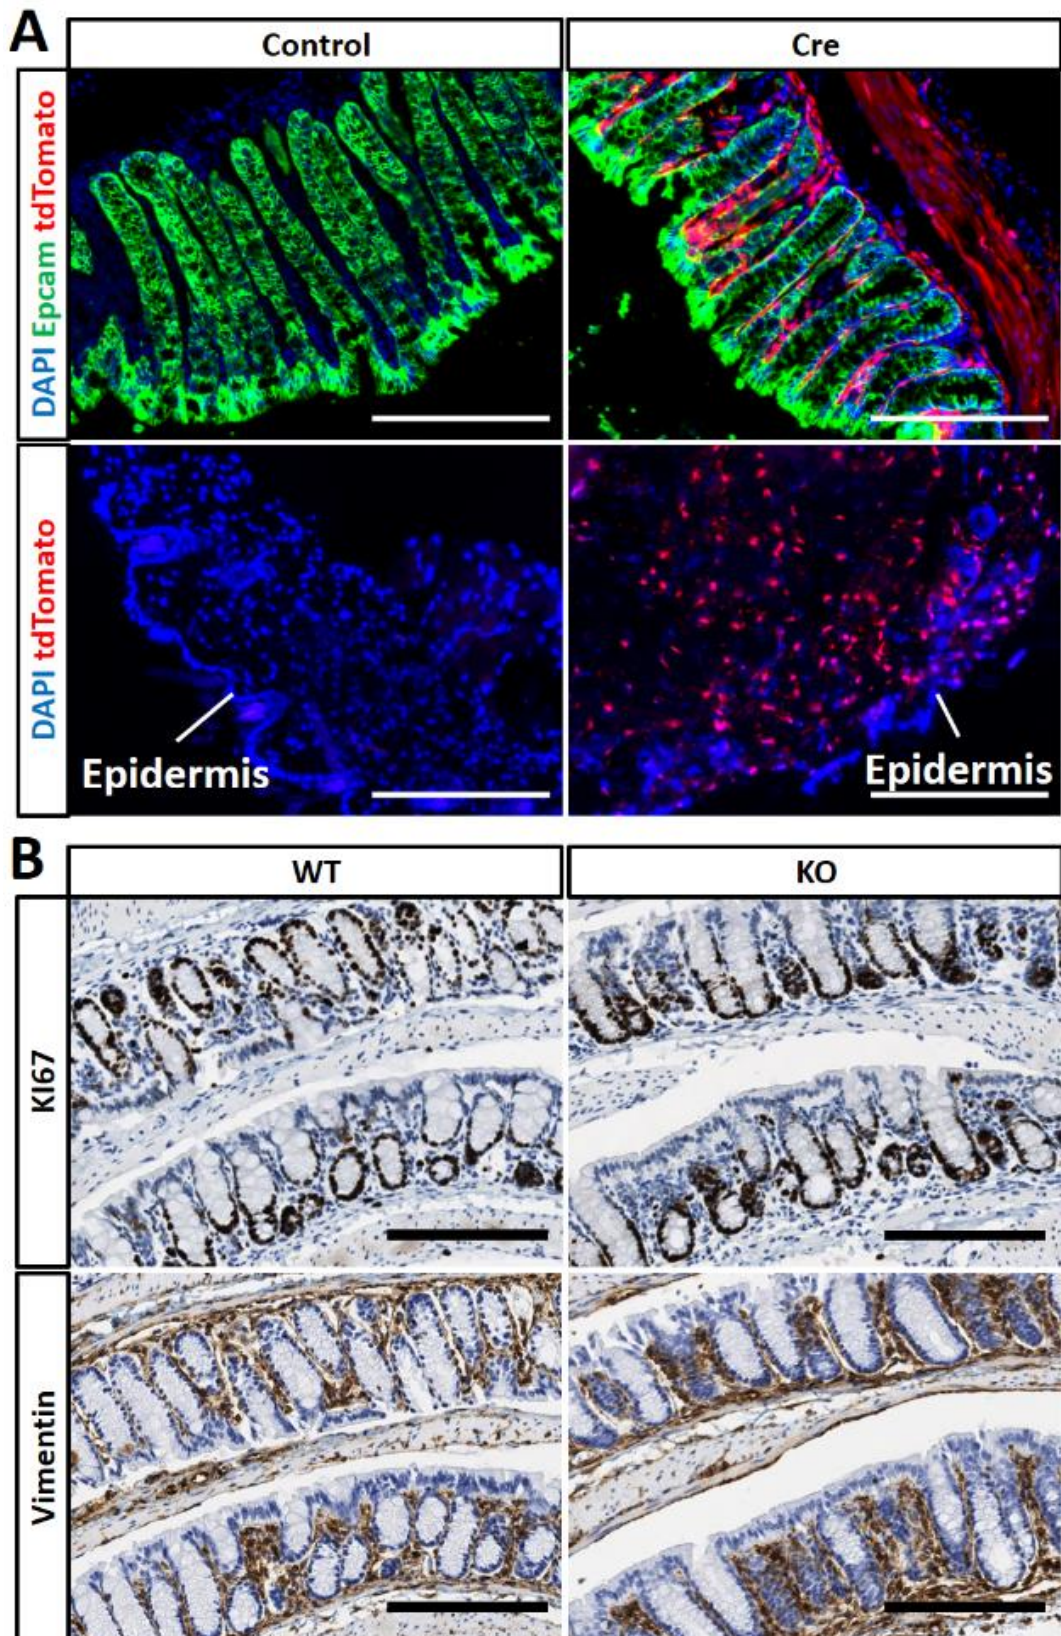 A
Control
Cre
DAPI Epcam tdTomato
DAPI tdTomato
Epidermis
Epidermis
B
WT
KO
KI67
Vimentin